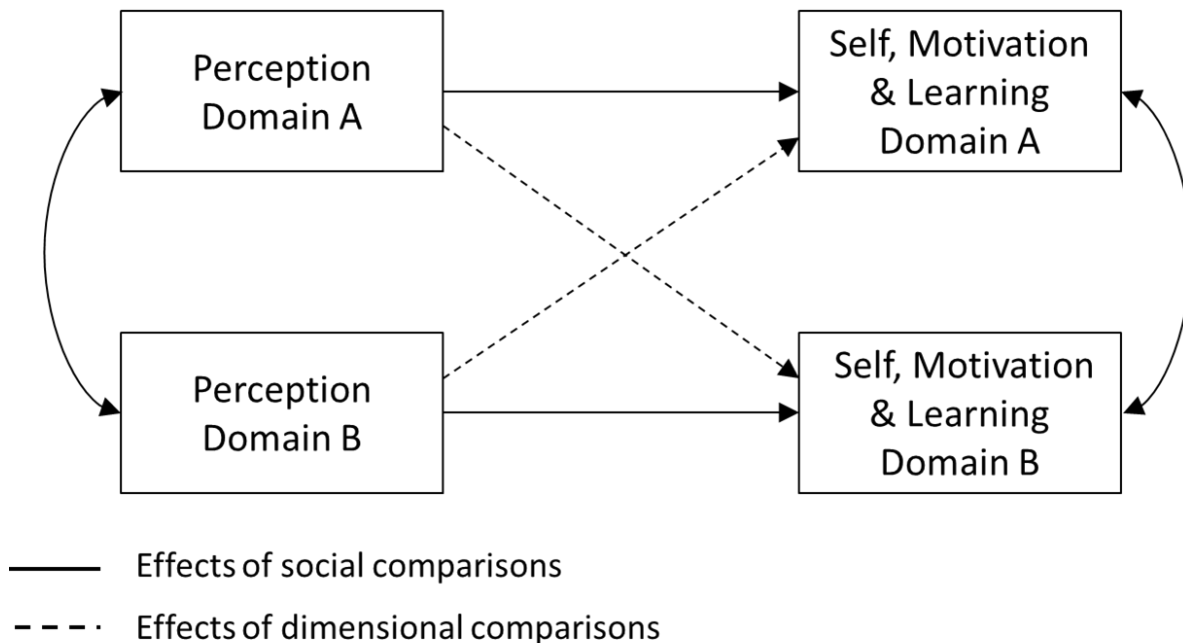 Perception
Domain A
Self, Motivation
& Learning
Domain A
Perception
Domain B
Self, Motivation
& Learning
Domain B
Effects of social comparisons
Effects of dimensional comparisons